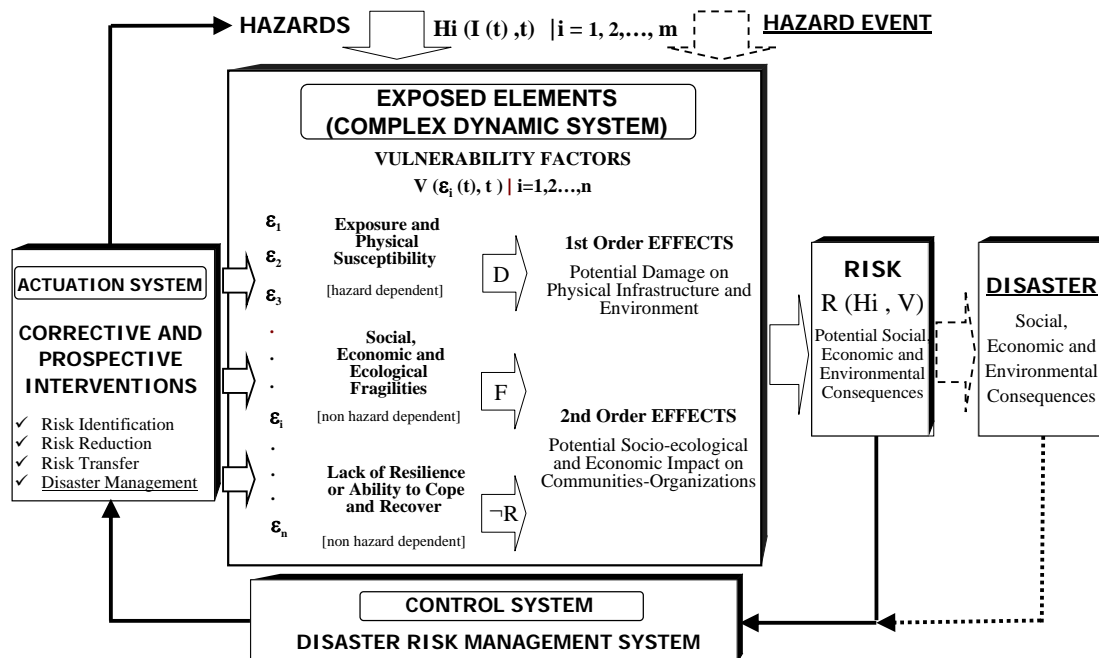 HAZARDS
Hi (I (t) ,t) | i = 1, 2,…, m
HAZARD EVENT
EXPOSED ELEMENTS
(COMPLEX DYNAMIC SYSTEM)
VULNERABILITY FACTORS
V (ε i (t), t ) | i=1,2…,n
ε1
ε2
ε3
.
.
.
εi
.
.
.
εn
Exposure and
Physical
Susceptibility
[hazard dependent]
D
1st Order EFFECTS
Potential Damage on
Physical Infrastructure and
Environment
Social,
Economic and
Ecological
Fragilities
[non hazard dependent]
F
2nd Order EFFECTS
Potential Socio-ecological
and Economic Impact on
Communities-Organizations
Lack of Resilience
or Ability to Cope
and Recover
[non hazard dependent]
¬R
ACTUATION SYSTEM
CORRECTIVE AND
PROSPECTIVE
INTERVENTIONS
✓ Risk Identification
✓ Risk Reduction
✓ Risk Transfer
✓ Disaster Management
RISK
R (Hi , V)
Potential Social,
Economic and
Environmental
Consequences
DISASTER
Social,
Economic and
Environmental
Consequences
CONTROL SYSTEM
DISASTER RISK MANAGEMENT SYSTEM